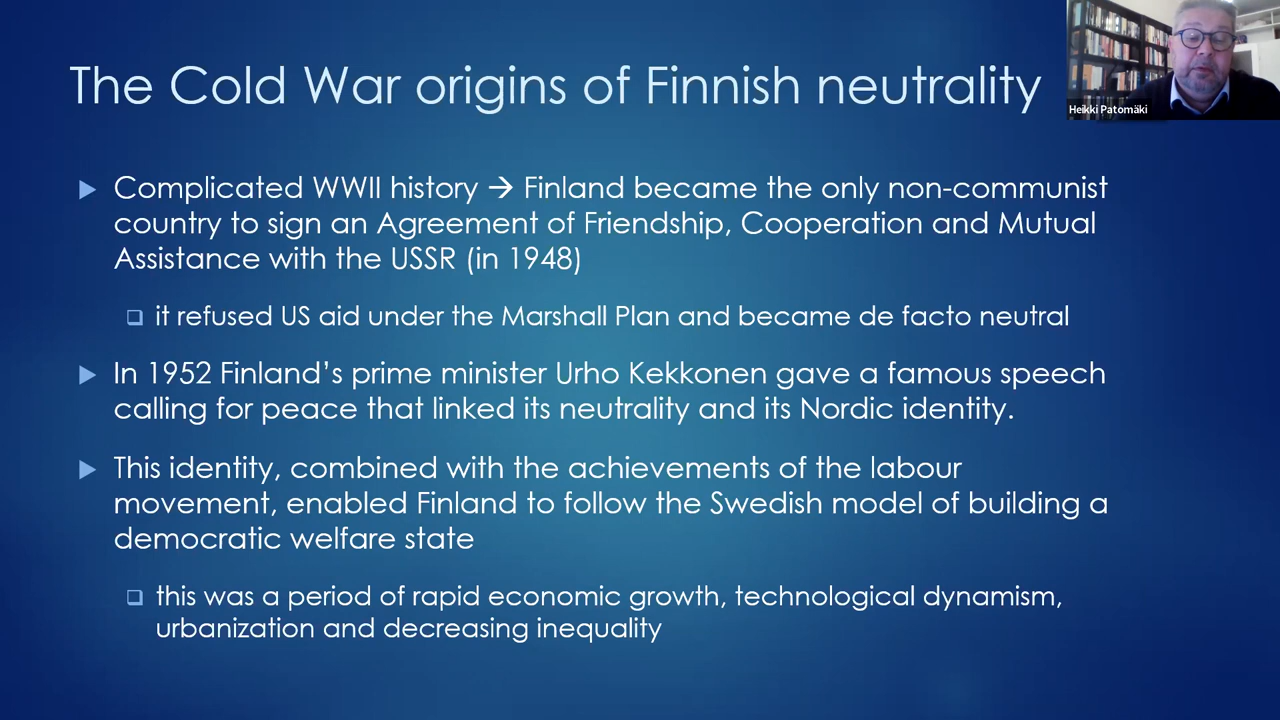 The Cold War origins of Finnish neutrality
Heikki Patomäki
Complicated WWII history → Finland became the only non-communist
country to sign an Agreement of Friendship, Cooperation and Mutual
Assistance with the USSR (in 1948)
it refused US aid under the Marshall Plan and became de facto neutral
In 1952 Finland’s prime minister Urho Kekkonen gave a famous speech
calling for peace that linked its neutrality and its Nordic identity.
This identity, combined with the achievements of the labour
movement, enabled Finland to follow the Swedish model of building a
democratic welfare state
this was a period of rapid economic growth, technological dynamism,
urbanization and decreasing inequality